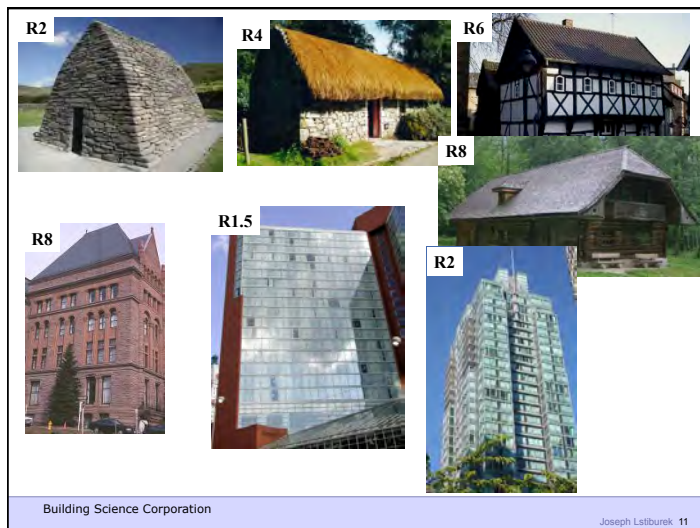 R2
R4
R6
R8
R8
R1.5
R2
Building Science Corporation
Joseph Lstiburek 11